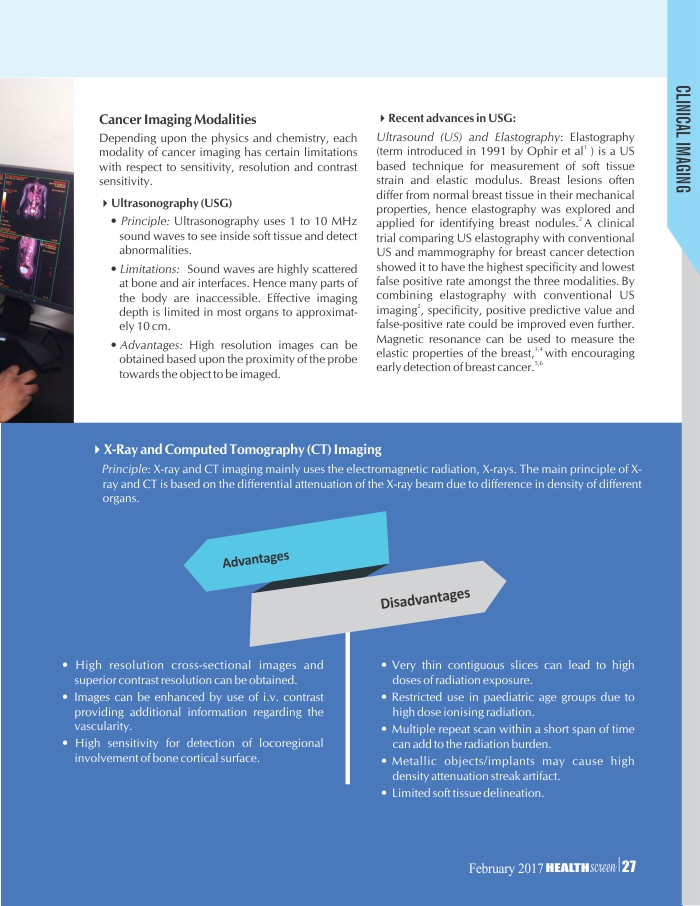 CLINICAL IMAGING
Cancer Imaging Modalities
Depending upon the physics and chemistry, each
modality of cancer imaging has certain limitations
with respect to sensitivity, resolution and contrast
sensitivity.
Ultrasonography (USG)
• Principle: Ultrasonography uses 1 to 10 MHz
sound waves to see inside soft tissue and detect
abnormalities.
• Limitations: Sound waves are highly scattered
at bone and air interfaces. Hence many parts of
the body are inaccessible. Effective imaging
depth is limited in most organs to approximat-
ely 10 cm.
• Advantages: High resolution images can be
obtained based upon the proximity of the probe
towards the object to be imaged.
Recent advances in USG:
Ultrasound (US) and Elastography: Elastography
(term introduced in 1991 by Ophir et al1 ) is a US
based technique for measurement of soft tissue
strain and elastic modulus. Breast lesions often
differ from normal breast tissue in their mechanical
properties, hence elastography was explored and
applied for identifying breast nodules.2 A clinical
trial comparing US elastography with conventional
US and mammography for breast cancer detection
showed it to have the highest specificity and lowest
false positive rate amongst the three modalities. By
combining elastography with conventional US
imaging2, specificity, positive predictive value and
false-positive rate could be improved even further.
Magnetic resonance can be used to measure the
elastic properties of the breast,3,4 with encouraging
early detection of breast cancer.5,6
X-Ray and Computed Tomography (CT) Imaging
Principle: X-ray and CT imaging mainly uses the electromagnetic radiation, X-rays. The main principle of X-
ray and CT is based on the differential attenuation of the X-ray beam due to difference in density of different
organs.
Advantages
Disadvantages
• High resolution cross-sectional images and
superior contrast resolution can be obtained.
• Images can be enhanced by use of i.v. contrast
providing additional information regarding the
vascularity.
• High sensitivity for detection of locoregional
involvement of bone cortical surface.
• Very thin contiguous slices can lead to high
doses of radiation exposure.
• Restricted use in paediatric age groups due to
high dose ionising radiation.
• Multiple repeat scan within a short span of time
can add to the radiation burden.
• Metallic objects/implants may cause high
density attenuation streak artifact.
• Limited soft tissue delineation.
February 2017 HEALTHscreen 27